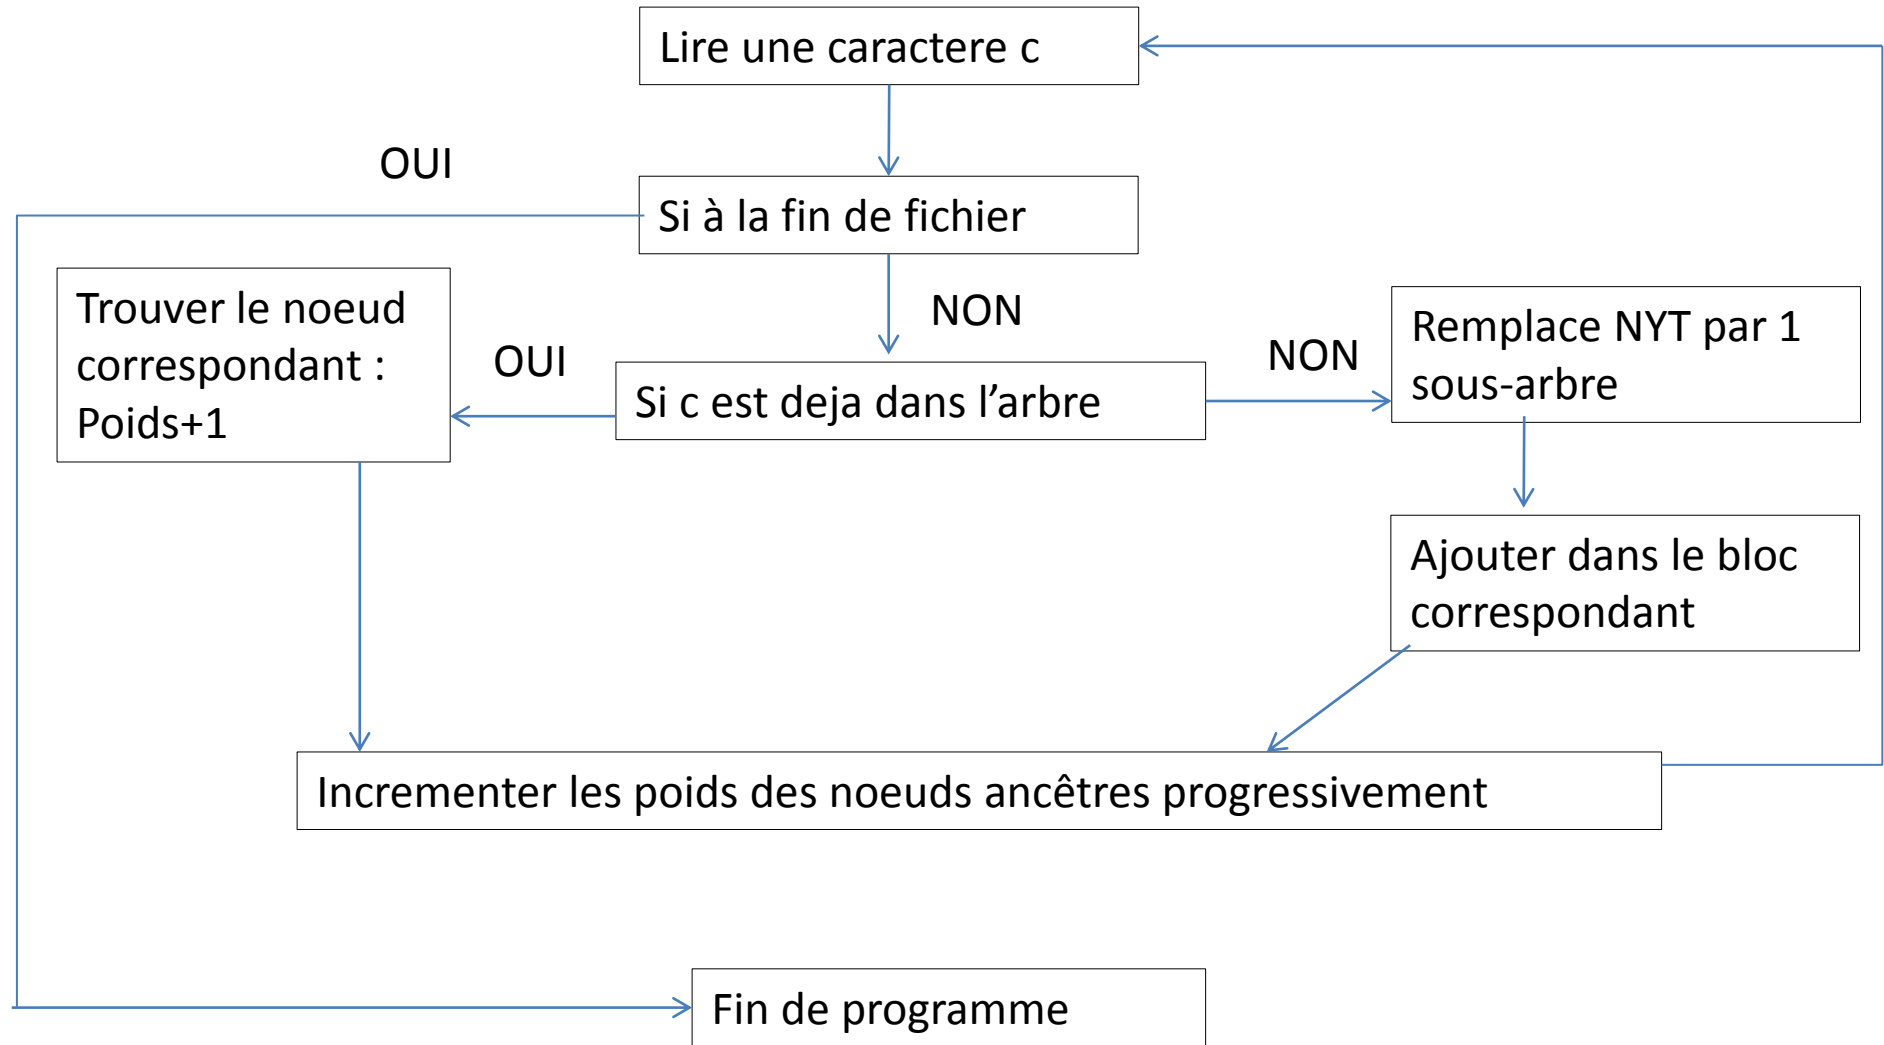 Lire une caractere c
OUI
Si à la fin de fichier
NON
Trouver le noeud
correspondant :
Poids+1
OUI
Si c est deja dans l’arbre
NON
Remplace NYT par 1
sous-arbre
Ajouter dans le bloc
correspondant
Incrementer les poids des noeuds ancêtres progressivement
Fin de programme